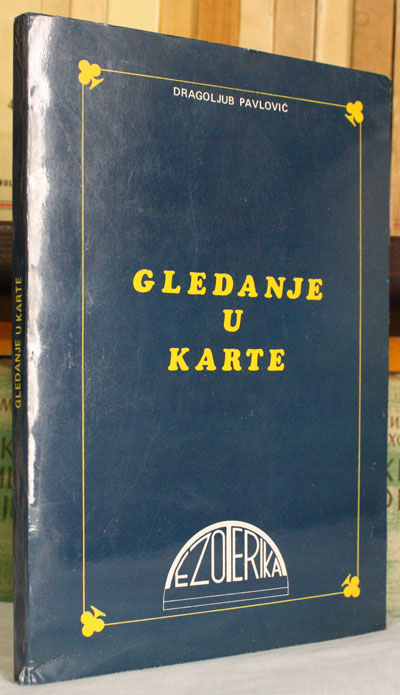 DRAGOLJUB PAVLOVIĆ
GLEDANJE
U
KARTE
EZOTERIKA
GLEDANJE U KARTE